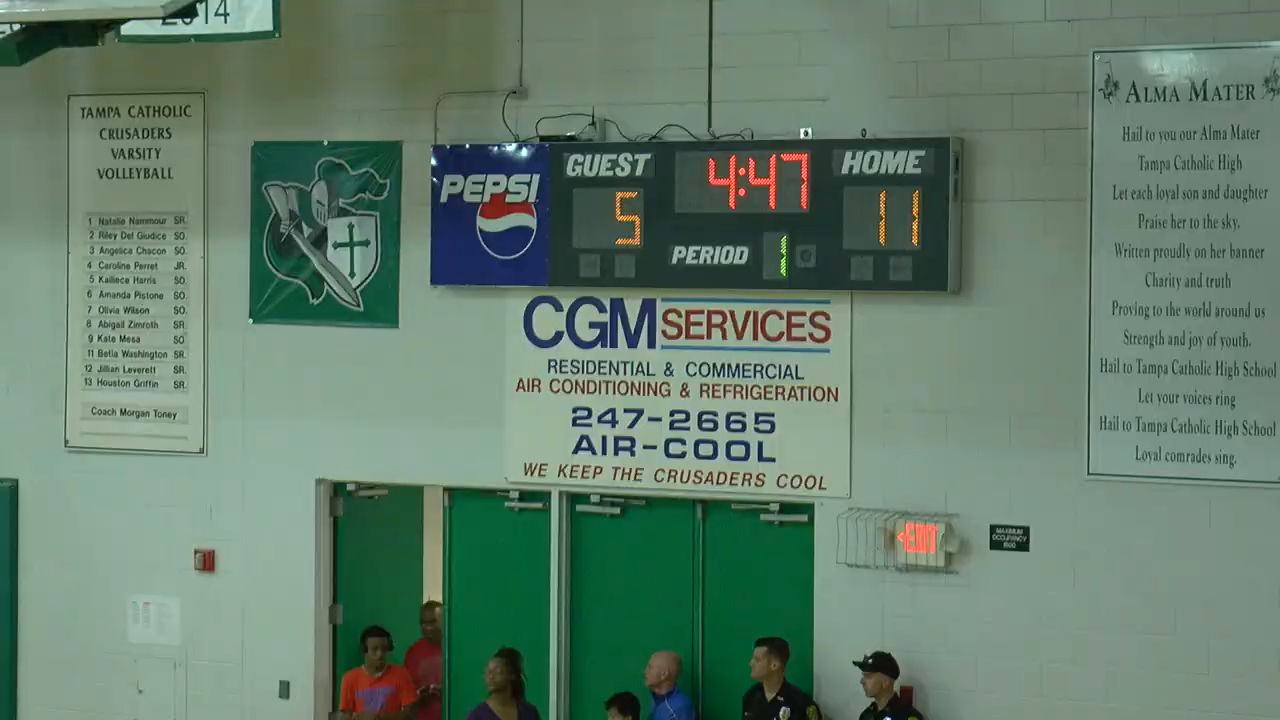 2014
TAMPA CATHOLIC
CRUSADERS
VARSITY
VOLLEYBALL
1 Natalie Nammour SR.
2 Riley Del Giudice SO.
3 Angelica Chacon SO.
4 Caroline Perret JR.
5 Kailiece Harris SO.
6 Amanda Pistone SO.
7 Olivia Wilson SO.
8 Abigail Zimroth SR.
9 Kate Mesa SO
11 Betla Washington SR.
12 Jillian Leverett SR.
13 Houston Griffin SR.
Coach Morgan Toney
PEPSI
GUEST 4:47 HOME
5 11
PERIOD 1
CGM SERVICES
RESIDENTIAL & COMMERCIAL
AIR CONDITIONING & REFRIGERATION
247-2665
AIR-COOL
WE KEEP THE CRUSADERS COOL
ALMA MATER
Hail to you our Alma Mater
Tampa Catholic High
Let each loyal son and daughter
Praise her to the sky.
Written proudly on her banner
Charity and truth
Proving to the world around us
Strength and joy of youth.
Hail to Tampa Catholic High School
Let your voices ring
Hail to Tampa Catholic High School
Loyal comrades sing.
EXIT
MAXIMUM
OCCUPANCY